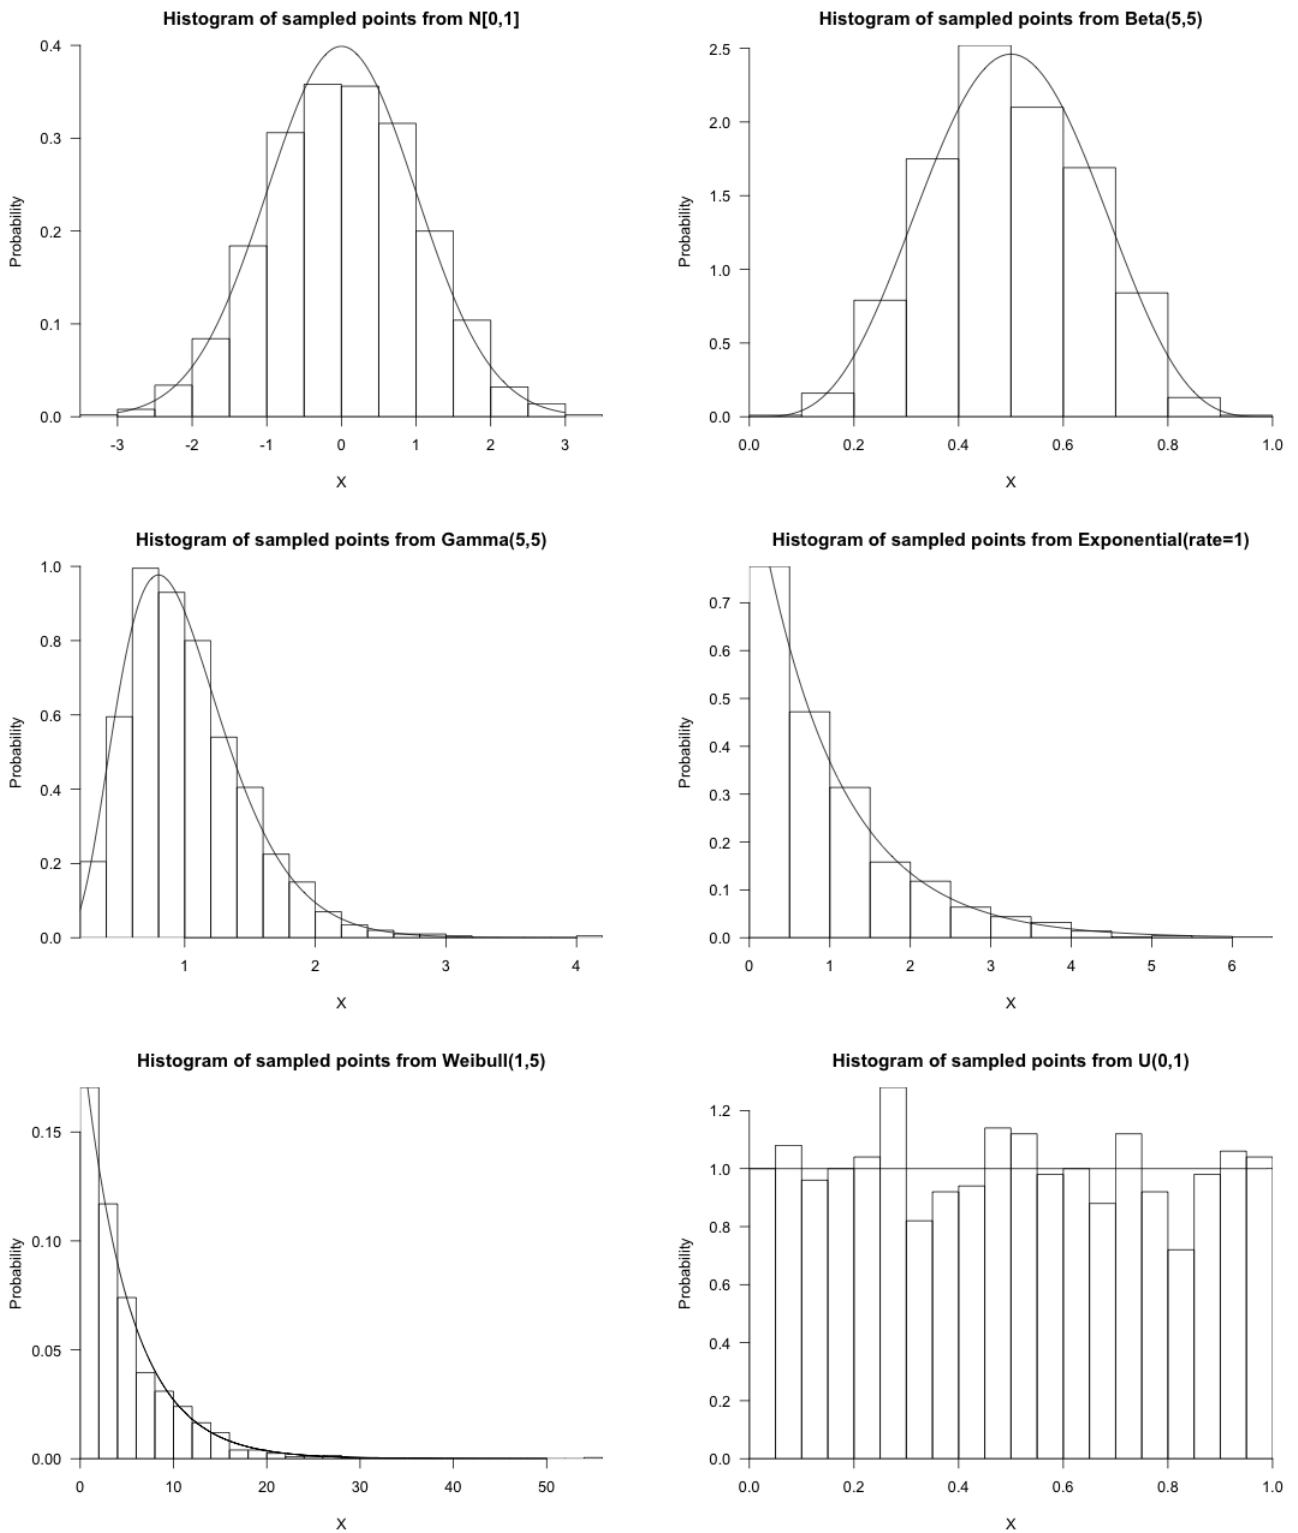 Histogram of sampled points from N[0,1]
Probability
0.4
0.3
0.2
0.1
0.0
-3 -2 -1 0 1 2 3
X
Histogram of sampled points from Beta(5,5)
Probability
2.5
2.0
1.5
1.0
0.5
0.0
0.0 0.2 0.4 0.6 0.8 1.0
X
Histogram of sampled points from Gamma(5,5)
Probability
1.0
0.8
0.6
0.4
0.2
0.0
1 2 3 4
X
Histogram of sampled points from Exponential(rate=1)
Probability
0.7
0.6
0.5
0.4
0.3
0.2
0.1
0.0
0 1 2 3 4 5 6
X
Histogram of sampled points from Weibull(1,5)
Probability
0.15
0.10
0.05
0.00
0 10 20 30 40 50
X
Histogram of sampled points from U(0,1)
Probability
1.2
1.0
0.8
0.6
0.4
0.2
0.0
0.0 0.2 0.4 0.6 0.8 1.0
X